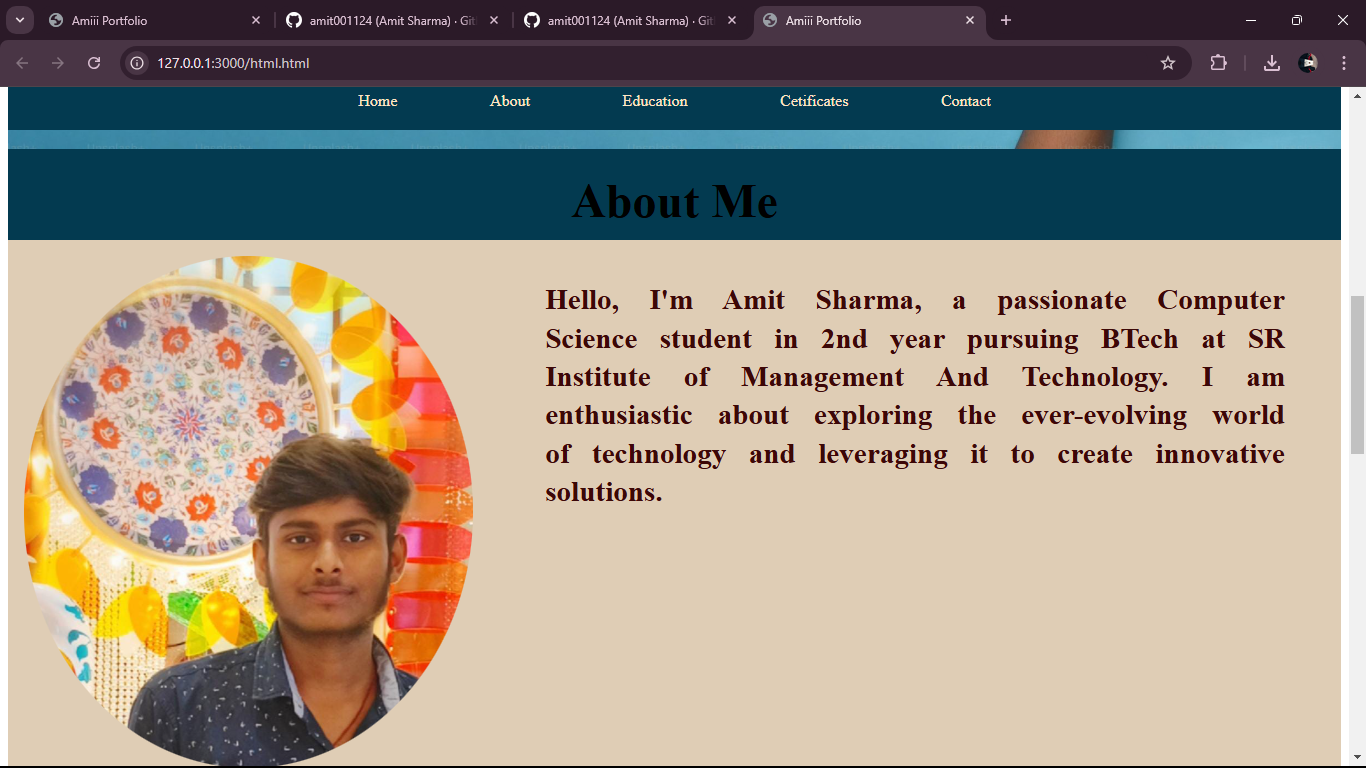 Amiii Portfolio
amit001124 (Amit Sharma) · Git
amit001124 (Amit Sharma) · Git
Amiii Portfolio
127.0.0.1:3000/html.html
Home About Education Cetificates Contact
About Me
Hello, I'm Amit Sharma, a passionate Computer
Science student in 2nd year pursuing BTech at SR
Institute of Management And Technology. I am
enthusiastic about exploring the ever-evolving world
of technology and leveraging it to create innovative
solutions.